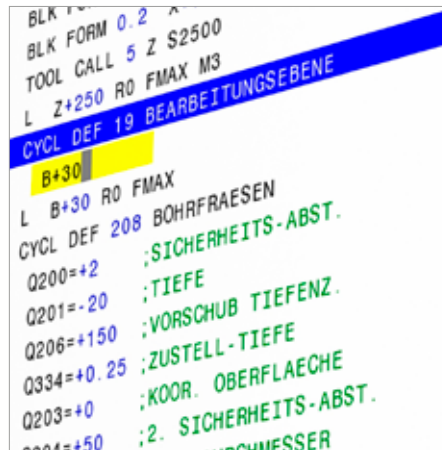 BLK FORM 0.2
TOOL CALL 5 Z S2500
L Z+250 R0 FMAX M3
CYCL DEF 19 BEARBEITUNGSEBENE
B+30
L B+30 R0 FMAX
CYCL DEF 208 BOHRFRAESEN
Q200=+2 ;SICHERHEITS-ABST.
Q201=-20 ;TIEFE
Q206=+150 ;VORSCHUB TIEFENZ.
Q334=+0.25 ;ZUSTELL-TIEFE
Q203=+0 ;KOOR. OBERFLAECHE
=+50 ;2. SICHERHEITS-ABST.